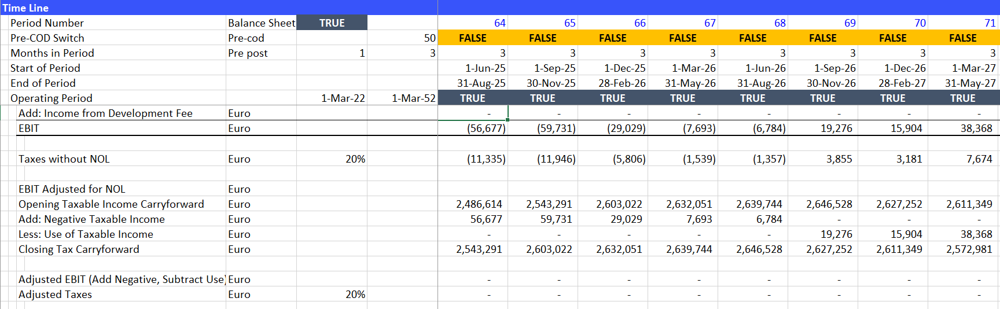 Time Line
Period Number Balance Sheet TRUE 64 65 66 67 68 69 70 71
Pre-COD Switch Pre-cod 50 FALSE FALSE FALSE FALSE FALSE FALSE FALSE FALSE
Months in Period Pre post 1 3 3 3 3 3 3 3 3 3
Start of Period 1-Jun-25 1-Sep-25 1-Dec-25 1-Mar-26 1-Jun-26 1-Sep-26 1-Dec-26 1-Mar-27
End of Period 31-Aug-25 30-Nov-25 28-Feb-26 31-May-26 31-Aug-26 30-Nov-26 28-Feb-27 31-May-27
Operating Period 1-Mar-22 1-Mar-52 TRUE TRUE TRUE TRUE TRUE TRUE TRUE TRUE
Add: Income from Development Fee Euro - - - - - - - -
EBIT Euro (56,677) (59,731) (29,029) (7,693) (6,784) 19,276 15,904 38,368
Taxes without NOL Euro 20% (11,335) (11,946) (5,806) (1,539) (1,357) 3,855 3,181 7,674
EBIT Adjusted for NOL Euro
Opening Taxable Income Carryforward Euro 2,486,614 2,543,291 2,603,022 2,632,051 2,639,744 2,646,528 2,627,252 2,611,349
Add: Negative Taxable Income Euro 56,677 59,731 29,029 7,693 6,784 - - -
Less: Use of Taxable Income Euro - - - - - 19,276 15,904 38,368
Closing Tax Carryforward Euro 2,543,291 2,603,022 2,632,051 2,639,744 2,646,528 2,627,252 2,611,349 2,572,981
Adjusted EBIT (Add Negative, Subtract Use) Euro - - - - - - - -
Adjusted Taxes Euro 20% - - - - - - - -